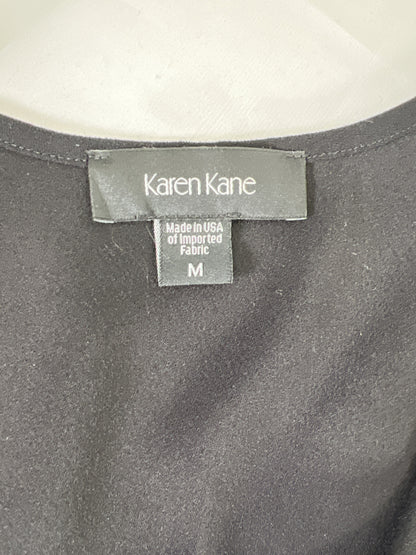 Karen Kane
Made in USA
of Imported
Fabric
M